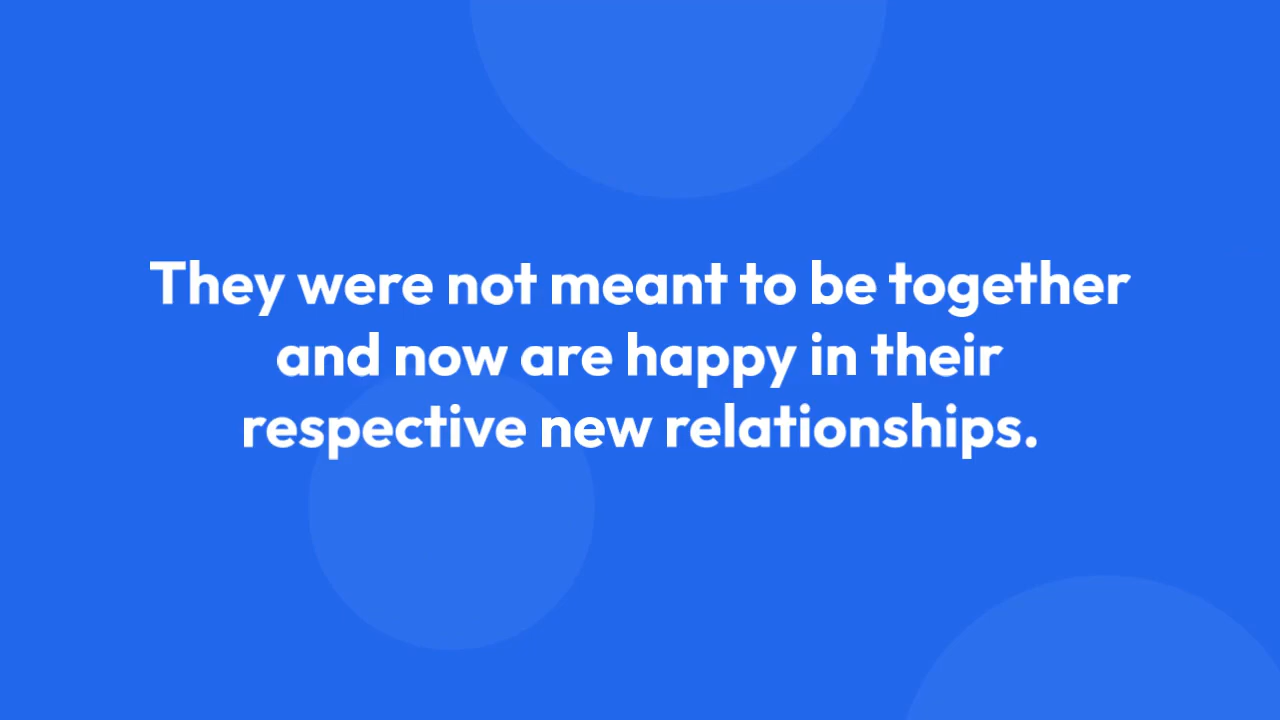 They were not meant to be together
and now are happy in their
respective new relationships.